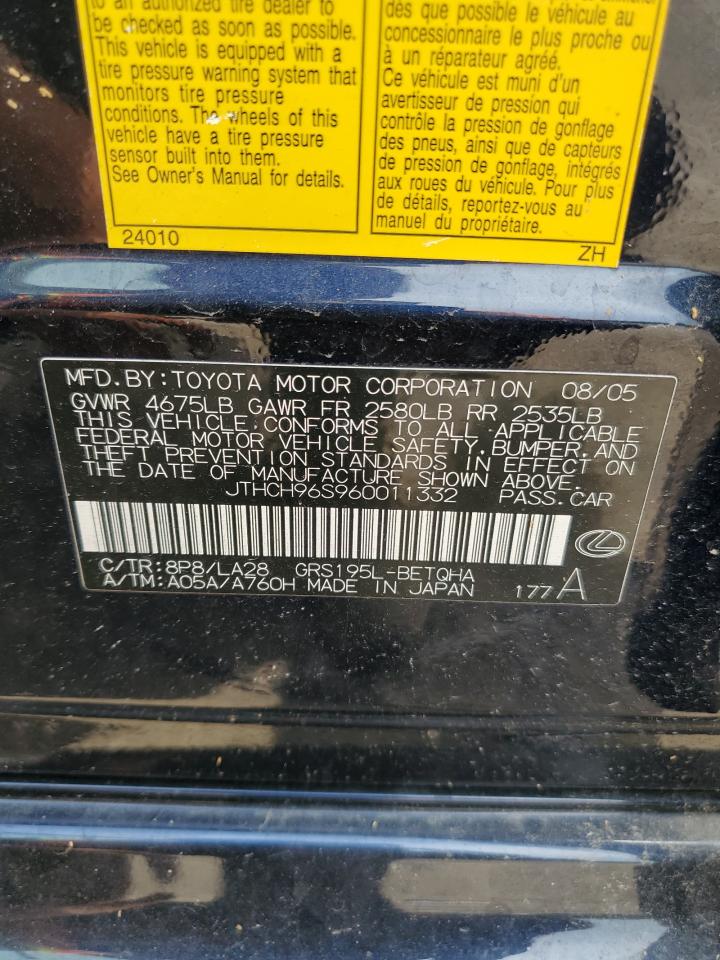 to an authorized tire dealer to
be checked as soon as possible.
This vehicle is equipped with a
tire pressure warning system that
monitors tire pressure
conditions. The wheels of this
vehicle have a tire pressure
sensor built into them.
See Owner's Manual for details.
24010
dès que possible le véhicule au
concessionnaire le plus proche ou
à un réparateur agréé.
Ce véhicule est muni d'un
avertisseur de pression qui
contrôle la pression de gonflage
des pneus, ainsi que de capteurs
de pression de gonflage, intégrés
aux roues du véhicule. Pour plus
de détails, reportez-vous au
manuel du propriétaire.
ZH
MFD.BY:TOYOTA MOTOR CORPORATION 08/05
GVWR 4675LB GAWR FR 2580LB RR 2535LB
THIS VEHICLE CONFORMS TO ALL APPLICABLE
FEDERAL MOTOR VEHICLE SAFETY,BUMPER,AND
THEFT PREVENTION STANDARDS IN EFFECT ON
THE DATE OF MANUFACTURE SHOWN ABOVE.
JTHCH96S960011332 PASS.CAR
C/TR:8P8/LA28 GRS195L-BETQHA
A/TM:A05A/A760H MADE IN JAPAN 177A